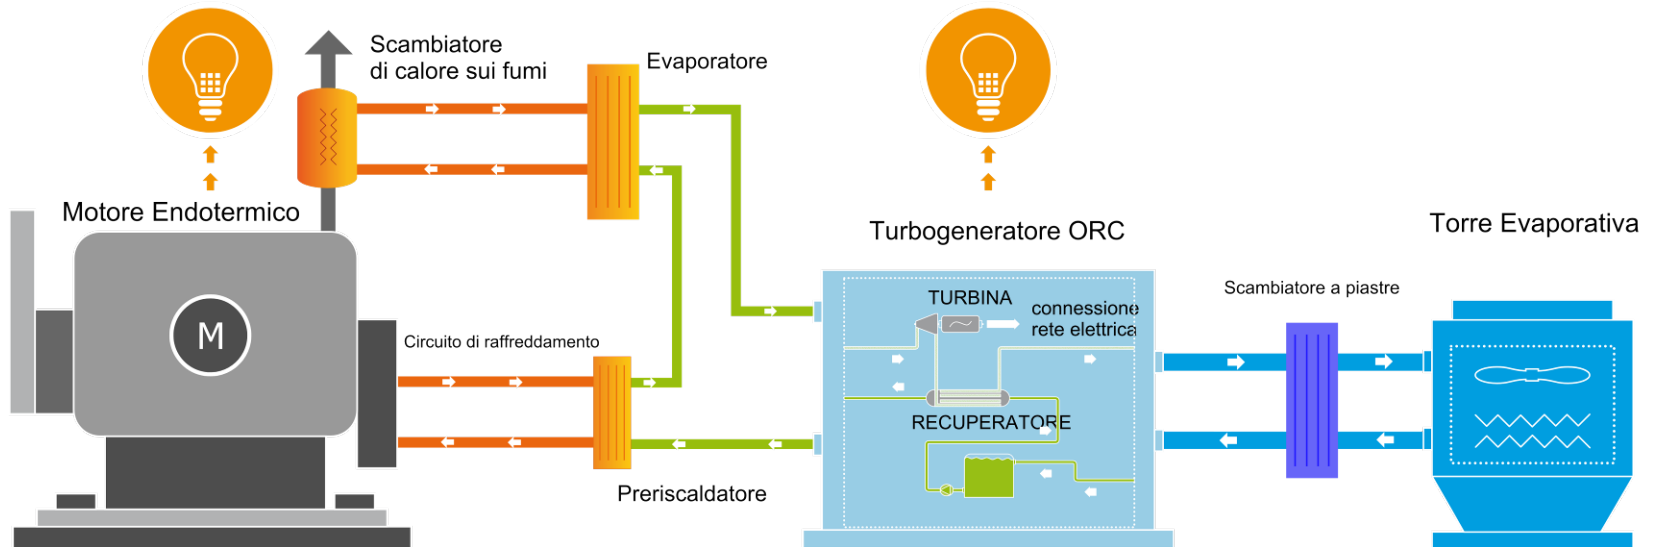 Scambiatore
di calore sui fumi
Evaporatore
Motore Endotermico
M
Circuito di raffreddamento
Preriscaldatore
Turbogeneratore ORC
TURBINA
connessione
rete elettrica
RECUPERATORE
Scambiatore a piastre
Torre Evaporativa